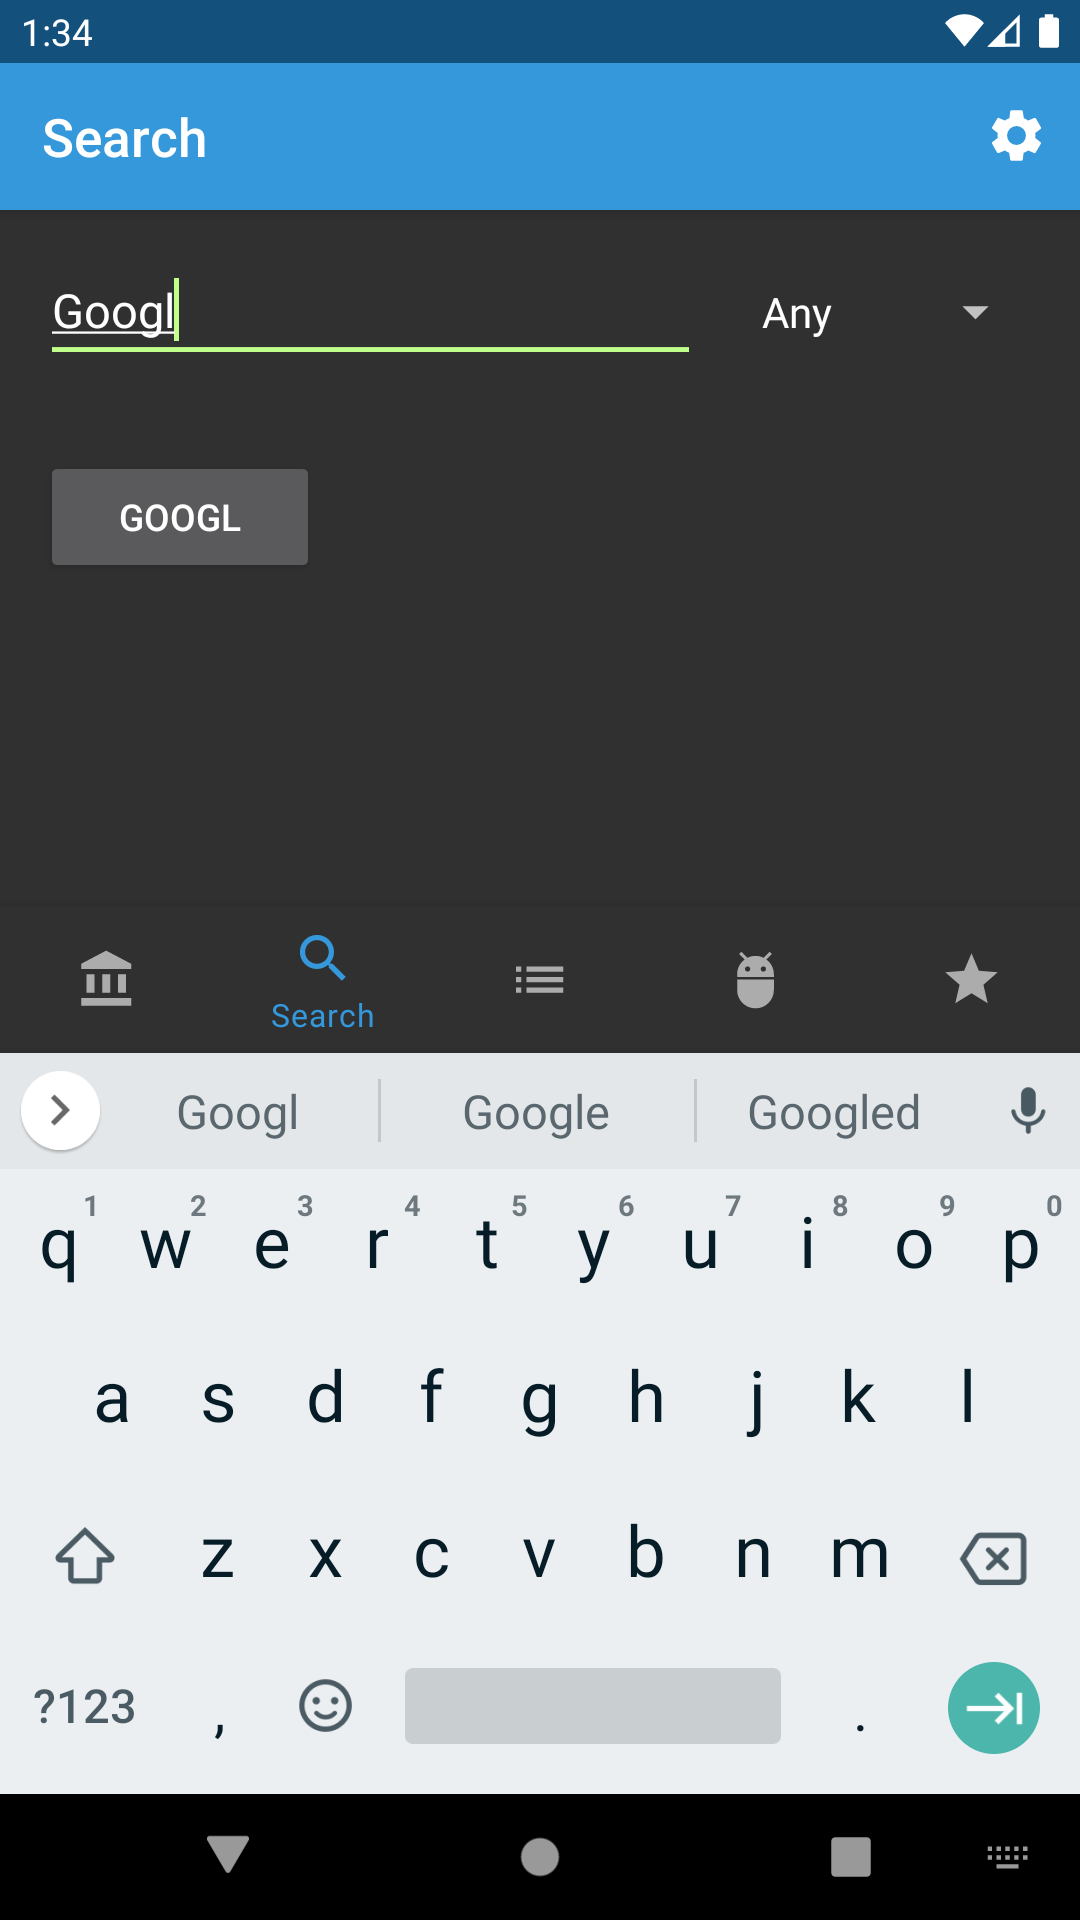 1:34
Search
Googl
Any
GOOGL
Search
Googl Google Googled
1 2 3 4 5 6 7 8 9 0
q w e r t y u i o p
a s d f g h j k l
z x c v b n m
?123 , .